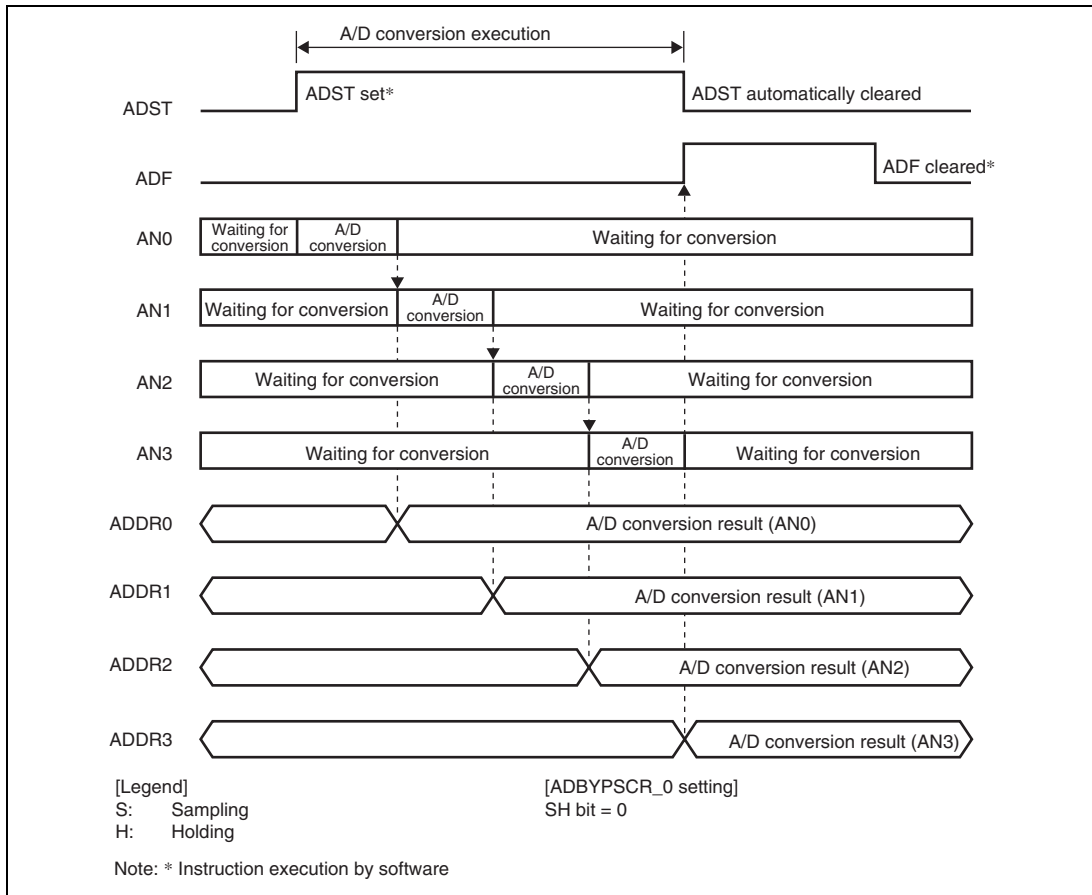 A/D conversion execution
ADST ADST set* ADST automatically cleared
ADF ADF cleared*
AN0 Waiting for conversion A/D conversion Waiting for conversion
AN1 Waiting for conversion A/D conversion Waiting for conversion
AN2 Waiting for conversion A/D conversion Waiting for conversion
AN3 Waiting for conversion A/D conversion Waiting for conversion
ADDR0 A/D conversion result (AN0)
ADDR1 A/D conversion result (AN1)
ADDR2 A/D conversion result (AN2)
ADDR3 A/D conversion result (AN3)
[Legend] [ADBYPSCR_0 setting]
S: Sampling SH bit = 0
H: Holding
Note: * Instruction execution by software